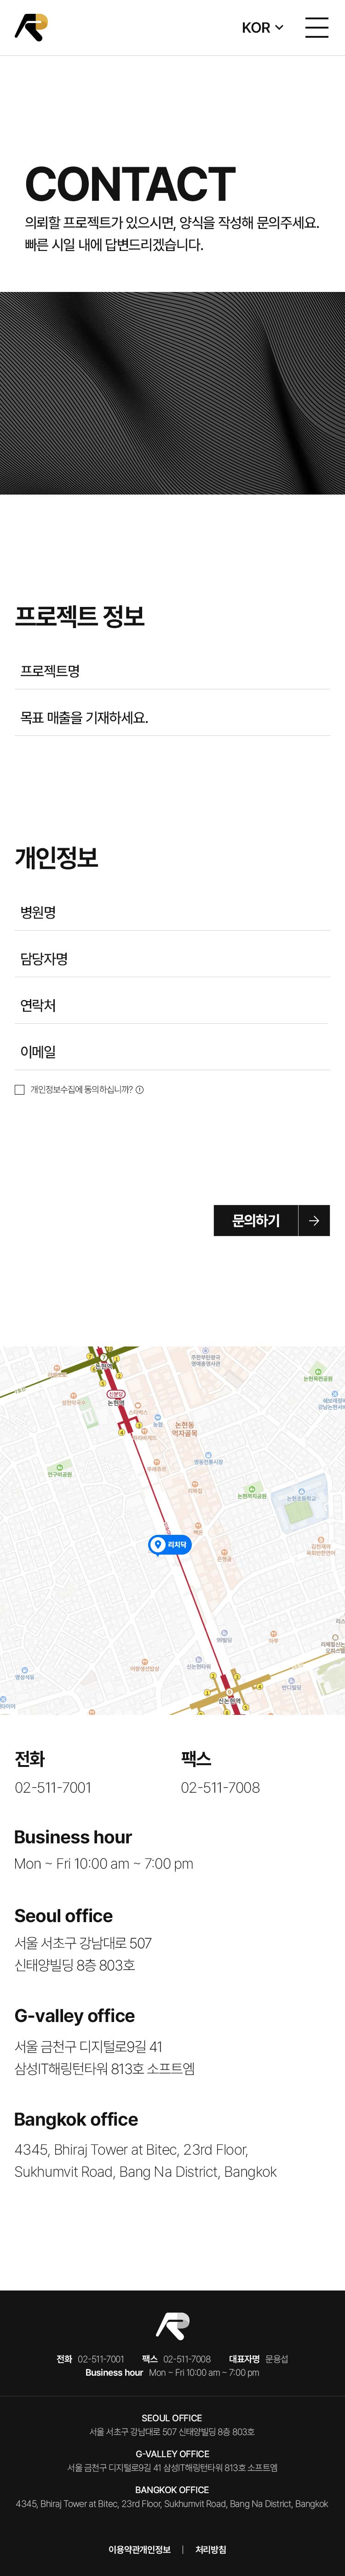 KOR
CONTACT
의뢰할 프로젝트가 있으시면, 양식을 작성해 문의주세요.
빠른 시일 내에 답변드리겠습니다.
프로젝트 정보
프로젝트명
목표 매출을 기재하세요.
개인정보
병원명
담당자명
연락처
이메일
개인정보수집에 동의하십니까?
문의하기
논현동
먹자골목
논현역
리치닥
신논현역
전화
팩스
02-511-7001
02-511-7008
Business hour
Mon ~ Fri 10:00 am ~ 7:00 pm
Seoul office
서울 서초구 강남대로 507
신태양빌딩 8층 803호
G-valley office
서울 금천구 디지털로9길 41
삼성IT해링턴타워 813호 소프트엠
Bangkok office
4345, Bhiraj Tower at Bitec, 23rd Floor,
Sukhumvit Road, Bang Na District, Bangkok
전화 02-511-7001 팩스 02-511-7008 대표자명 문용섭
Business hour Mon ~ Fri 10:00 am ~ 7:00 pm
SEOUL OFFICE
서울 서초구 강남대로 507 신태양빌딩 8층 803호
G-VALLEY OFFICE
서울 금천구 디지털로9길 41 삼성IT해링턴타워 813호 소프트엠
BANGKOK OFFICE
4345, Bhiraj Tower at Bitec, 23rd Floor, Sukhumvit Road, Bang Na District, Bangkok
이용약관개인정보 | 처리방침